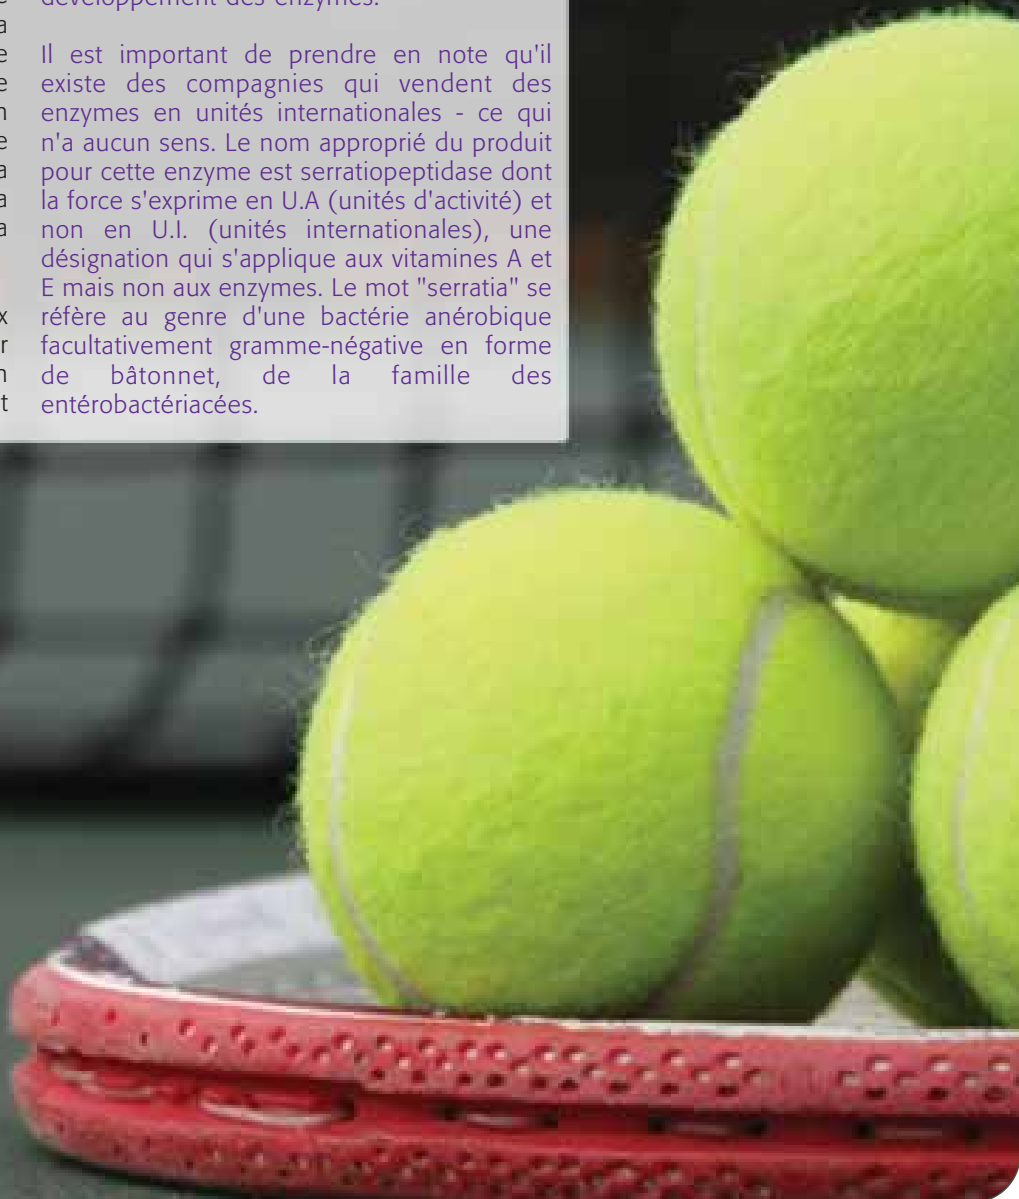 a
e
e
n
e
a
a
a
x
r
n
t
développement des enzymes.
Il est important de prendre en note qu'il
existe des compagnies qui vendent des
enzymes en unités internationales - ce qui
n'a aucun sens. Le nom approprié du produit
pour cette enzyme est serratiopeptidase dont
la force s'exprime en U.A (unités d'activité) et
non en U.I. (unités internationales), une
désignation qui s'applique aux vitamines A et
E mais non aux enzymes. Le mot "serratia" se
réfère au genre d'une bactérie anérobique
facultativement gramme-négative en forme
de bâtonnet, de la famille des
entérobactériacées.